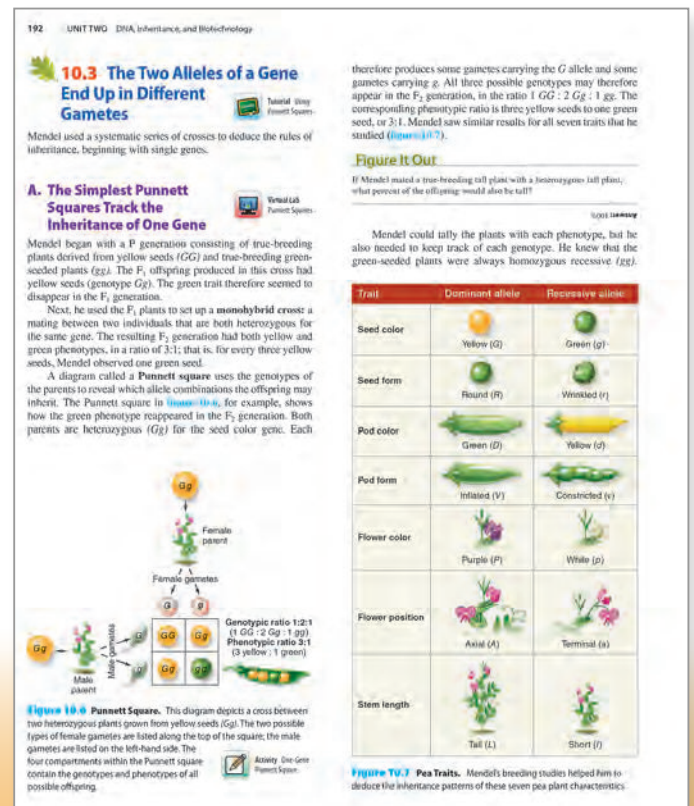 192 UNIT TWO DNA, Inheritance, and Biotechnology
10.3 The Two Alleles of a Gene
End Up in Different
Gametes
Tutorial Using
Punnett Squares
Mendel used a systematic series of crosses to deduce the rules of
inheritance, beginning with single genes.
A. The Simplest Punnett
Squares Track the
Inheritance of One Gene
Virtual Lab
Punnett Squares
Mendel began with a P generation consisting of true-breeding
plants derived from yellow seeds (GG) and true-breeding green-
seeded plants (gg). The F₁ offspring produced in this cross had
yellow seeds (genotype Gg). The green trait therefore seemed to
disappear in the F₁ generation.
Next, he used the F₁ plants to set up a monohybrid cross: a
mating between two individuals that are both heterozygous for
the same gene. The resulting F₂ generation had both yellow and
green phenotypes, in a ratio of 3:1; that is, for every three yellow
seeds, Mendel observed one green seed.
A diagram called a Punnett square uses the genotypes of
the parents to reveal which allele combinations the offspring may
inherit. The Punnett square in figure 10.6, for example, shows
how the green phenotype reappeared in the F₂ generation. Both
parents are heterozygous (Gg) for the seed color gene. Each
Gg
Female
parent
Female gametes
G g
Gg
Male
parent
Male gametes
G GG Gg
g Gg gg
Genotypic ratio 1:2:1
(1 GG : 2 Gg : 1 gg)
Phenotypic ratio 3:1
(3 yellow : 1 green)
Figure 10.6 Punnett Square. This diagram depicts a cross between
two heterozygous plants grown from yellow seeds (Gg). The two possible
types of female gametes are listed along the top of the square; the male
gametes are listed on the left-hand side. The
four compartments within the Punnett square
contain the genotypes and phenotypes of all
possible offspring.
Activity One-Gene
Punnett Square
therefore produces some gametes carrying the G allele and some
gametes carrying g. All three possible genotypes may therefore
appear in the F₂ generation, in the ratio 1 GG : 2 Gg : 1 gg. The
corresponding phenotypic ratio is three yellow seeds to one green
seed, or 3:1. Mendel saw similar results for all seven traits that he
studied (figure 10.7).
Figure It Out
If Mendel mated a true-breeding tall plant with a heterozygous tall plant,
what percent of the offspring would also be tall?
Mendel could tally the plants with each phenotype, but he
also needed to keep track of each genotype. He knew that the
green-seeded plants were always homozygous recessive (gg).
Trait Dominant allele Recessive allele
Seed color Yellow (G) Green (g)
Seed form Round (R) Wrinkled (r)
Pod color Green (D) Yellow (d)
Pod form Inflated (V) Constricted (v)
Flower color Purple (P) White (p)
Flower position Axial (A) Terminal (a)
Stem length Tall (L) Short (l)
Figure 10.7 Pea Traits. Mendel's breeding studies helped him to
deduce the inheritance patterns of these seven pea plant characteristics.